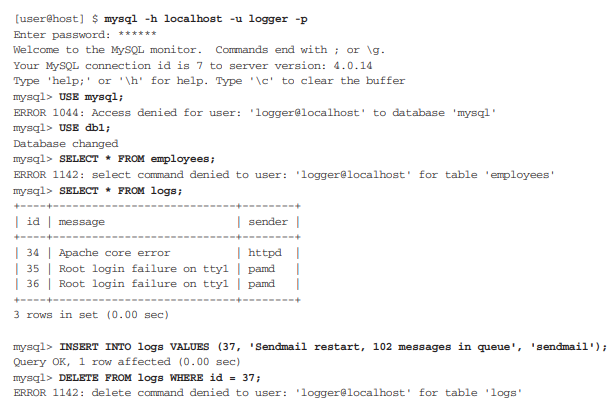 [user@host] $ mysql -h localhost -u logger -p
Enter password: ******
Welcome to the MySQL monitor.  Commands end with ; or \g.
Your MySQL connection id is 7 to server version: 4.0.14
Type 'help;' or '\h' for help. Type '\c' to clear the buffer
mysql> USE mysql;
ERROR 1044: Access denied for user: 'logger@localhost' to database 'mysql'
mysql> USE db1;
Database changed
mysql> SELECT * FROM employees;
ERROR 1142: select command denied to user: 'logger@localhost' for table 'employees'
mysql> SELECT * FROM logs;
+----+----------------------------+--------+
| id | message                    | sender |
+----+----------------------------+--------+
| 34 | Apache core error          | httpd  |
| 35 | Root login failure on tty1 | pamd   |
| 36 | Root login failure on tty1 | pamd   |
+----+----------------------------+--------+
3 rows in set (0.00 sec)
mysql> INSERT INTO logs VALUES (37, 'Sendmail restart, 102 messages in queue', 'sendmail');
Query OK, 1 row affected (0.00 sec)
mysql> DELETE FROM logs WHERE id = 37;
ERROR 1142: delete command denied to user: 'logger@localhost' for table 'logs'